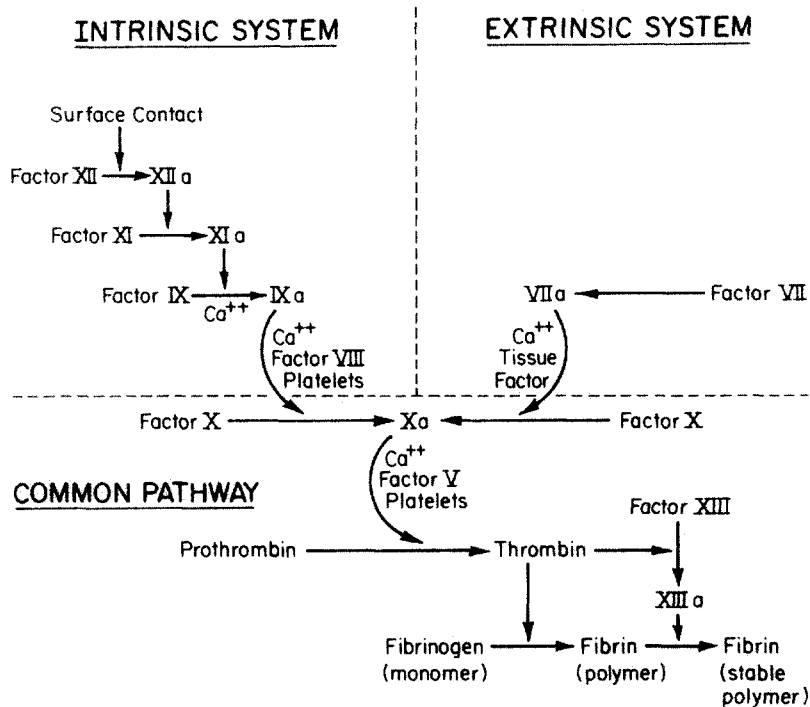 INTRINSIC SYSTEM
EXTRINSIC SYSTEM
Surface Contact
Factor XII
XII a
Factor XI
XI a
Factor IX
Ca++
IX a
VII a
Factor VII
Ca++
Factor VIII
Platelets
Ca++
Tissue
Factor
Factor X
Xa
Factor X
Ca++
Factor V
Platelets
COMMON PATHWAY
Factor XIII
Prothrombin
Thrombin
XIII a
Fibrinogen
(monomer)
Fibrin
(polymer)
Fibrin
(stable
polymer)